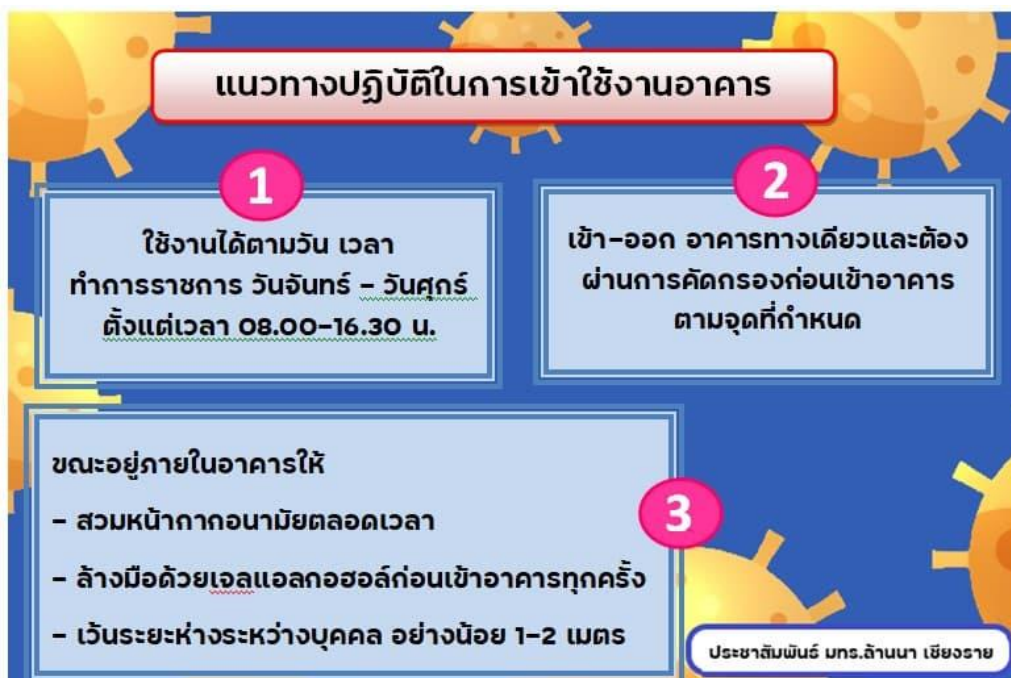 แนวทางปฏิบัติในการเข้าใช้งานอาคาร
1
ใช้งานได้ตามวัน เวลา
ทำการราชการ วันจันทร์ – วันศุกร์
ตั้งแต่เวลา 08.00–16.30 น.
2
เข้า–ออก อาคารทางเดียวและต้อง
ผ่านการคัดกรองก่อนเข้าอาคาร
ตามจุดที่กำหนด
3
ขณะอยู่ภายในอาคารให้
– สวมหน้ากากอนามัยตลอดเวลา
– ล้างมือด้วยเจลแอลกอฮอล์ก่อนเข้าอาคารทุกครั้ง
– เว้นระยะห่างระหว่างบุคคล อย่างน้อย 1–2 เมตร
ประชาสัมพันธ์ มทร.ล้านนา เชียงราย